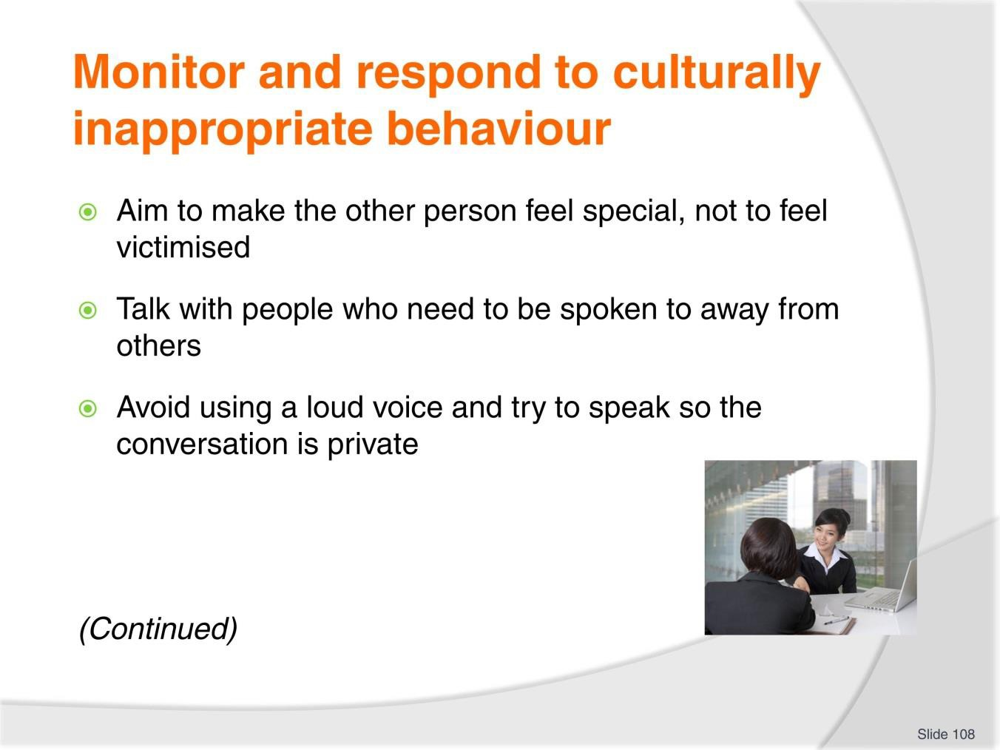 Monitor and respond to culturally
inappropriate behaviour
Aim to make the other person feel special, not to feel
victimised
Talk with people who need to be spoken to away from
others
Avoid using a loud voice and try to speak so the
conversation is private
(Continued)
Slide 108